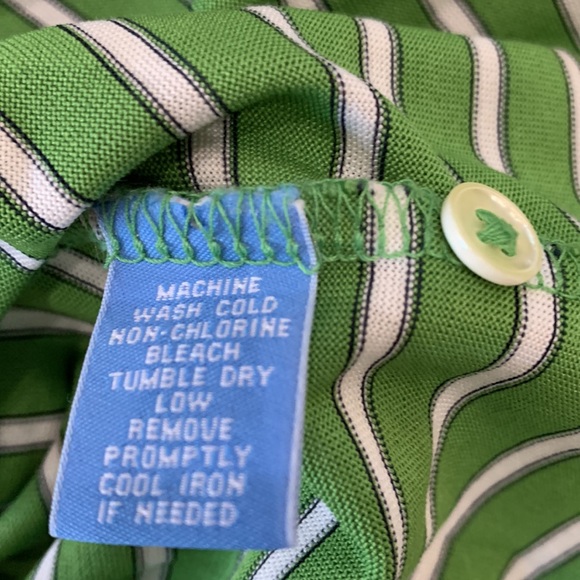 MACHINE
WASH COLD
NON-CHLORINE
BLEACH
TUMBLE DRY
LOW
REMOVE
PROMPTLY
COOL IRON
IF NEEDED